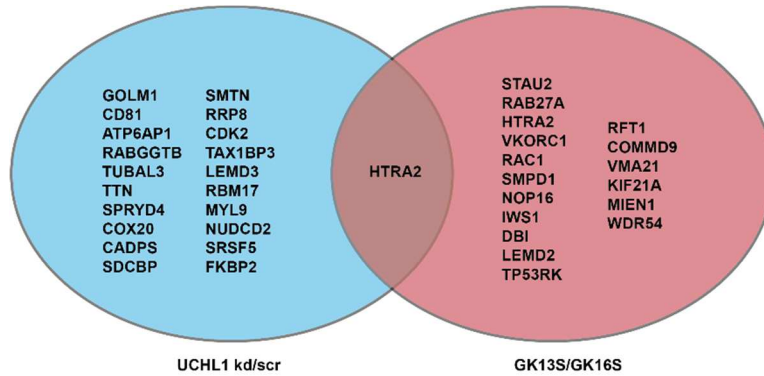 GOLM1
CD81
ATP6AP1
RABGGTB
TUBAL3
TTN
SPRYD4
COX20
CADPS
SDCBP
SMTN
RRP8
CDK2
TAX1BP3
LEMD3
RBM17
MYL9
NUDCD2
SRSF5
FKBP2
HTRA2
STAU2
RAB27A
HTRA2
VKORC1
RAC1
SMPD1
NOP16
IWS1
DBI
LEMD2
TP53RK
RFT1
COMMD9
VMA21
KIF21A
MIEN1
WDR54
UCHL1 kd/scr
GK13S/GK16S